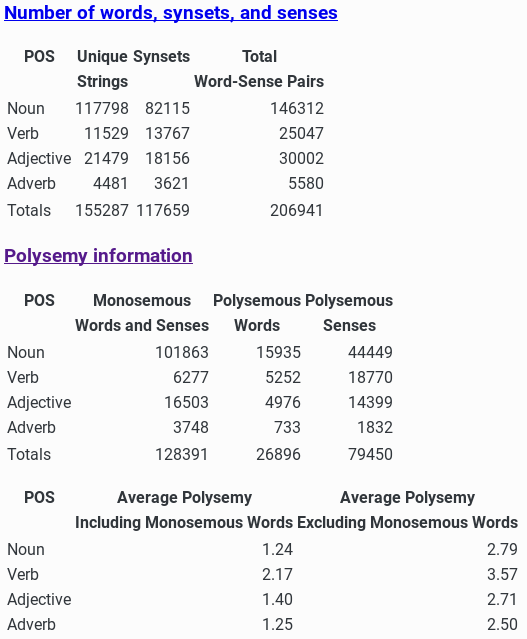 Number of words, synsets, and senses
POS Unique Synsets Total
Strings Word-Sense Pairs
Noun 117798 82115 146312
Verb 11529 13767 25047
Adjective 21479 18156 30002
Adverb 4481 3621 5580
Totals 155287 117659 206941
Polysemy information
POS Monosemous Polysemous Polysemous
Words and Senses Words Senses
Noun 101863 15935 44449
Verb 6277 5252 18770
Adjective 16503 4976 14399
Adverb 3748 733 1832
Totals 128391 26896 79450
POS Average Polysemy Average Polysemy
Including Monosemous Words Excluding Monosemous Words
Noun 1.24 2.79
Verb 2.17 3.57
Adjective 1.40 2.71
Adverb 1.25 2.50